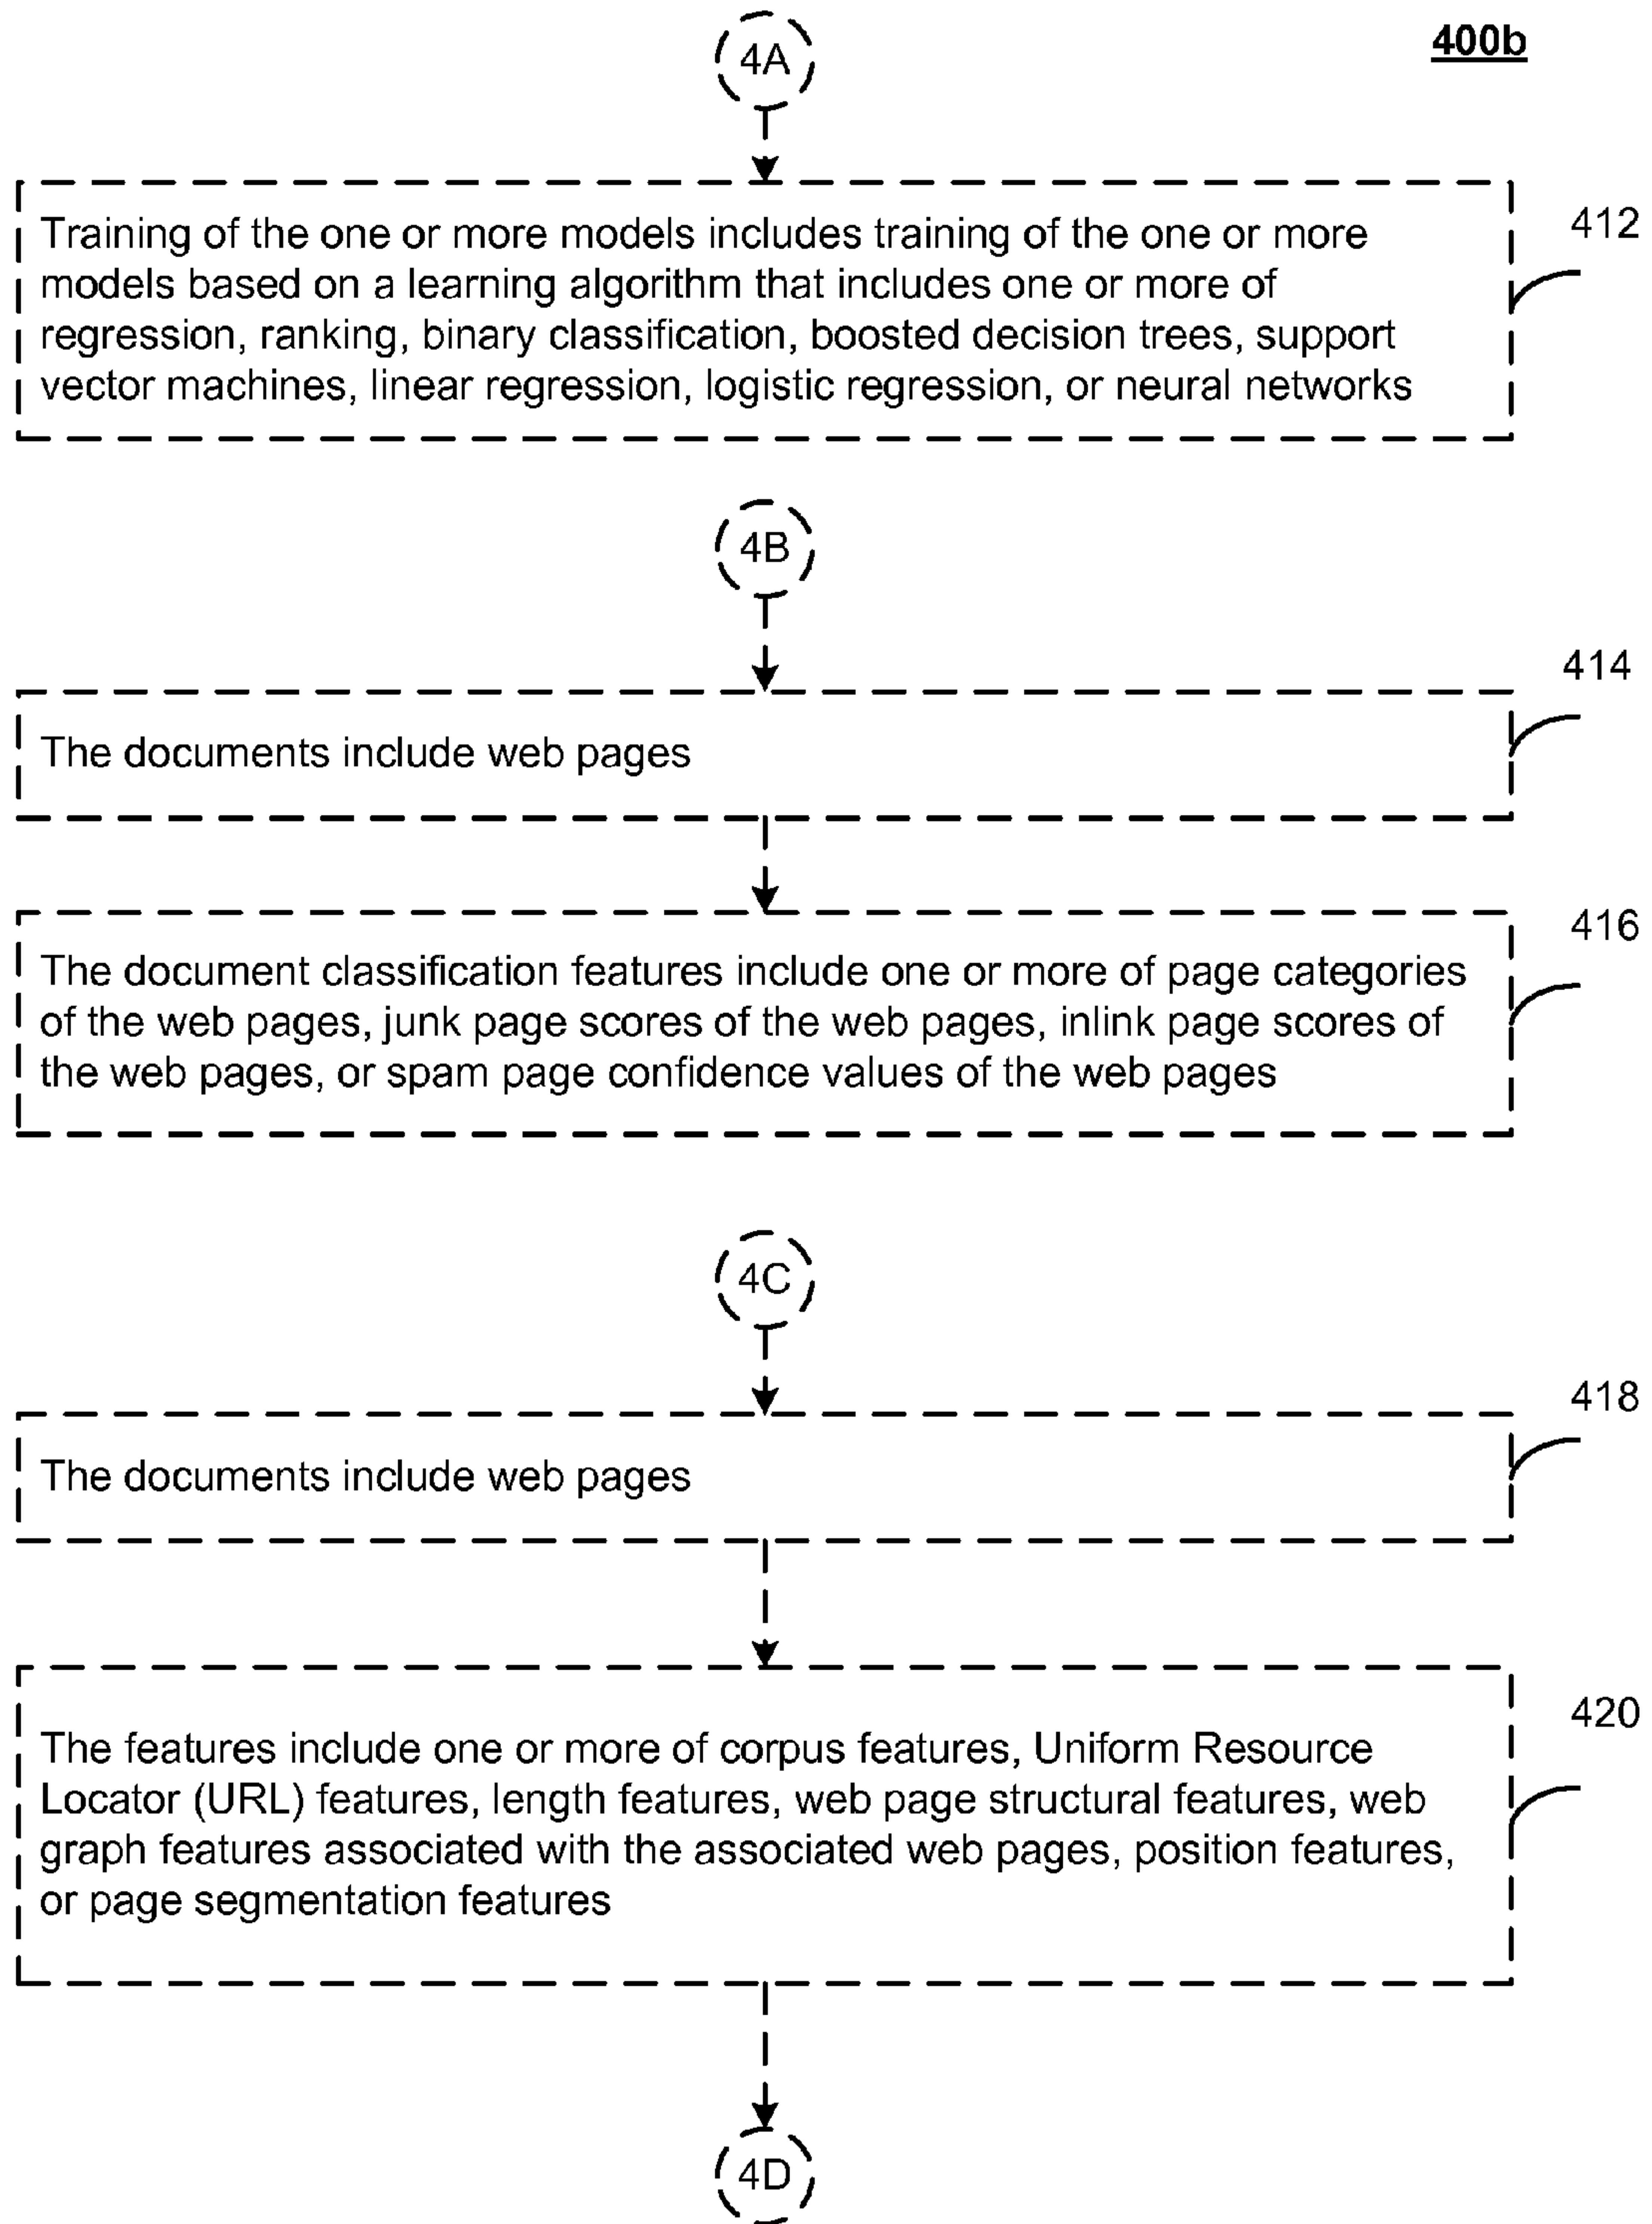 4A
400b
Training of the one or more models includes training of the one or more
models based on a learning algorithm that includes one or more of
regression, ranking, binary classification, boosted decision trees, support
vector machines, linear regression, logistic regression, or neural networks
412
4B
414
The documents include web pages
416
The document classification features include one or more of page categories
of the web pages, junk page scores of the web pages, inlink page scores of
the web pages, or spam page confidence values of the web pages
4C
418
The documents include web pages
420
The features include one or more of corpus features, Uniform Resource
Locator (URL) features, length features, web page structural features, web
graph features associated with the associated web pages, position features,
or page segmentation features
4D